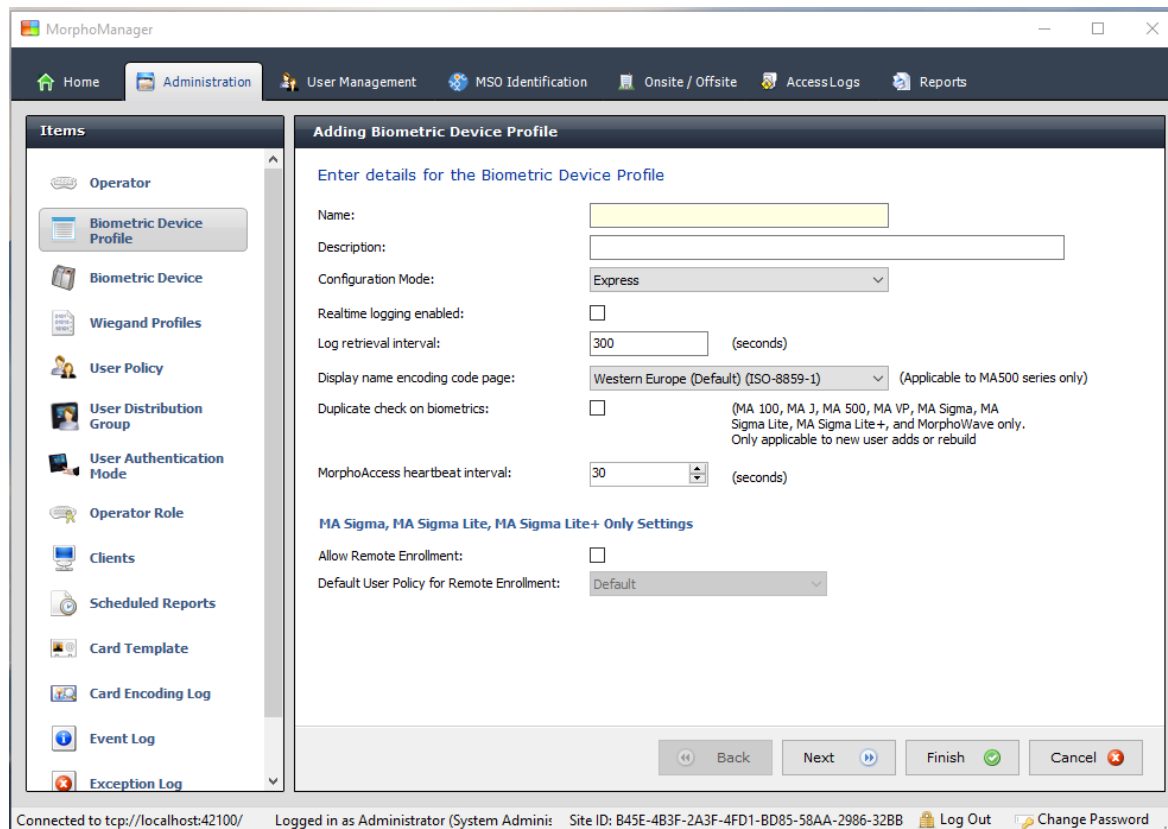 MorphoManager
Home Administration User Management MSO Identification Onsite / Offsite Access Logs Reports
Items
Operator
Biometric Device
Profile
Biometric Device
Wiegand Profiles
User Policy
User Distribution
Group
User Authentication
Mode
Operator Role
Clients
Scheduled Reports
Card Template
Card Encoding Log
Event Log
Exception Log
Adding Biometric Device Profile
Enter details for the Biometric Device Profile
Name:
Description:
Configuration Mode: Express
Realtime logging enabled:
Log retrieval interval: 300 (seconds)
Display name encoding code page: Western Europe (Default) (ISO-8859-1) (Applicable to MA500 series only)
Duplicate check on biometrics: (MA 100, MA J, MA 500, MA VP, MA Sigma, MA
Sigma Lite, MA Sigma Lite+, and MorphoWave only.
Only applicable to new user adds or rebuild
MorphoAccess heartbeat interval: 30 (seconds)
MA Sigma, MA Sigma Lite, MA Sigma Lite+ Only Settings
Allow Remote Enrollment:
Default User Policy for Remote Enrollment: Default
Back Next Finish Cancel
Connected to tcp://localhost:42100/ Logged in as Administrator (System Adminis Site ID: B45E-4B3F-2A3F-4FD1-BD85-58AA-2986-32BB Log Out Change Password